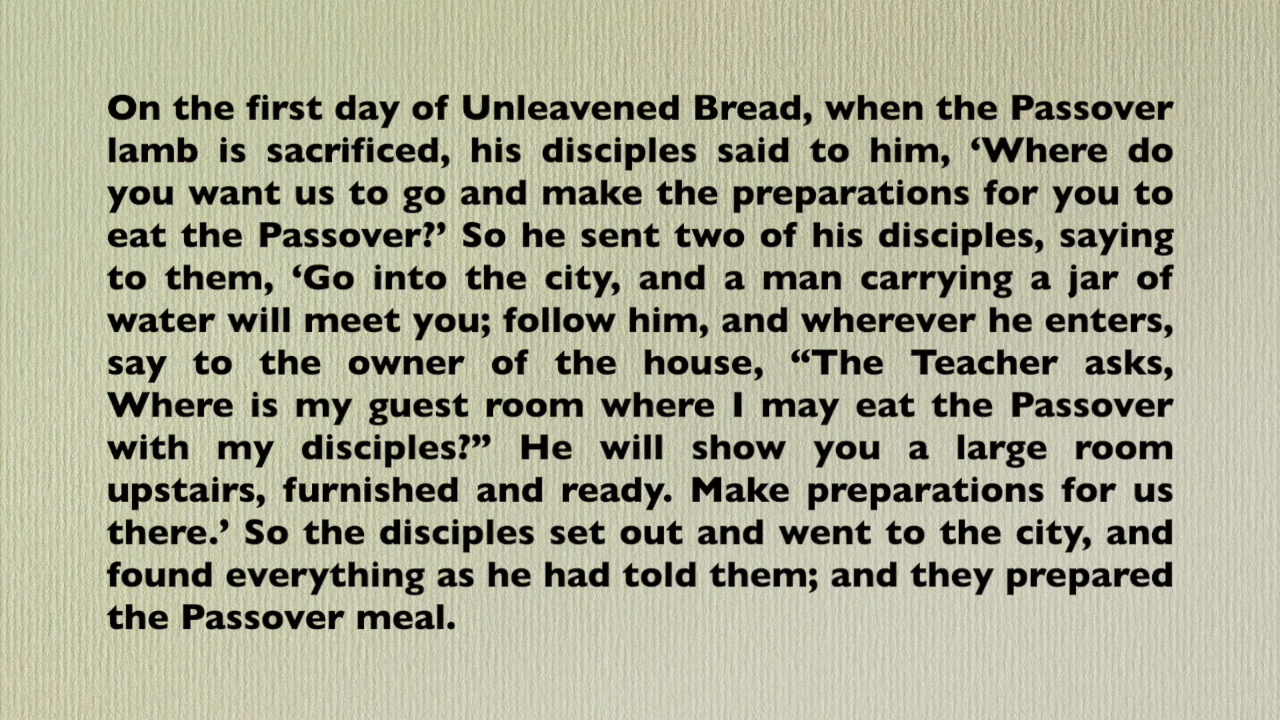 On the first day of Unleavened Bread, when the Passover
lamb is sacrificed, his disciples said to him, ‘Where do
you want us to go and make the preparations for you to
eat the Passover?’ So he sent two of his disciples, saying
to them, ‘Go into the city, and a man carrying a jar of
water will meet you; follow him, and wherever he enters,
say to the owner of the house, “The Teacher asks,
Where is my guest room where I may eat the Passover
with my disciples?” He will show you a large room
upstairs, furnished and ready. Make preparations for us
there.’ So the disciples set out and went to the city, and
found everything as he had told them; and they prepared
the Passover meal.